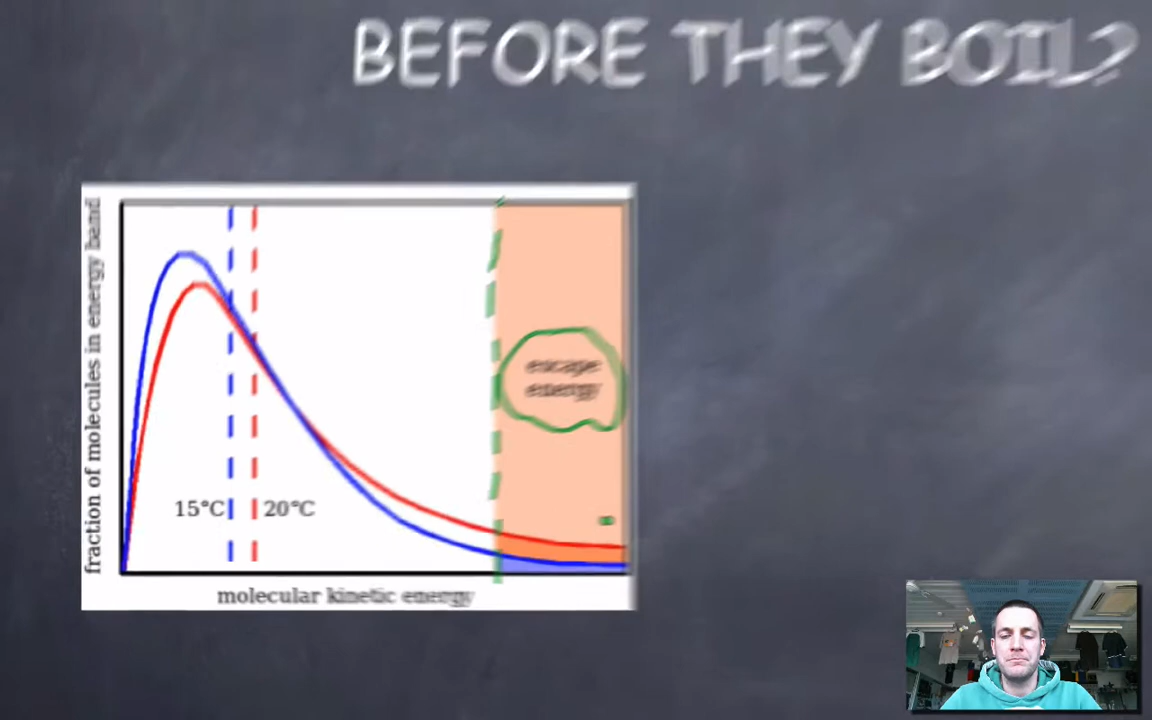 BEFORE THEY BOIL?
fraction of molecules in energy band
escape
energy
15°C
20°C
molecular kinetic energy